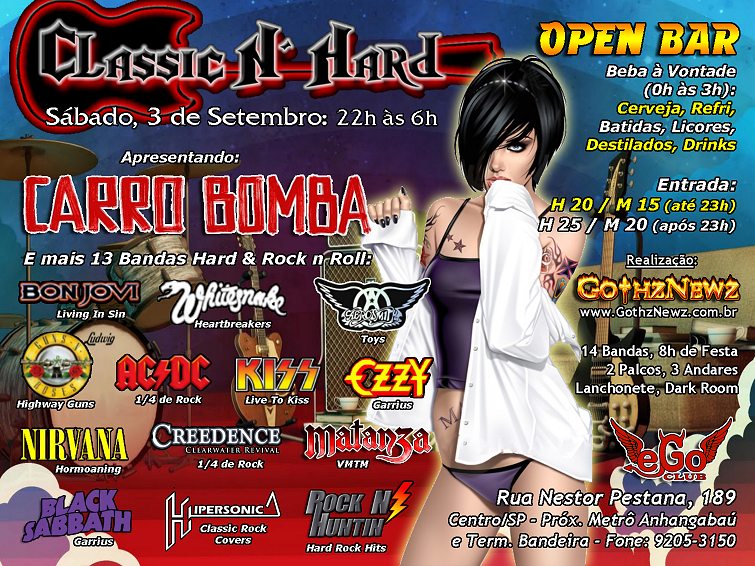 Classic N' Hard
Sábado, 3 de Setembro: 22h às 6h
Apresentando:
CARRO BOMBA
E mais 13 Bandas Hard & Rock n Roll:
BON JOVI
Living In Sin
Whitesnake
Heartbreakers
AEROSMITH
Toys
GUNS N' ROSES
Highway Guns
AC/DC
1/4 de Rock
KISS
Live To Kiss
OZZY
Garrius
NIRVANA
Hormoaning
CREEDENCE
CLEARWATER REVIVAL
1/4 de Rock
Matanza
VMTM
BLACK
SABBATH
Garrius
HIPERSONICA
Classic Rock
Covers
ROCK N
HUNTIN
Hard Rock Hits
Ludwig
OPEN BAR
Beba à Vontade
(0h às 3h):
Cerveja, Refri,
Batidas, Licores,
Destilados, Drinks
Entrada:
H 20 / M 15 (até 23h)
H 25 / M 20 (após 23h)
Realização:
GothzNewz
www.GothzNewz.com.br
14 Bandas, 8h de Festa
2 Palcos, 3 Andares
Lanchonete, Dark Room
eGo
CLUB
Rua Nestor Pestana, 189
Centro/SP - Próx. Metrô Anhangabaú
e Term. Bandeira - Fone: 9205-3150